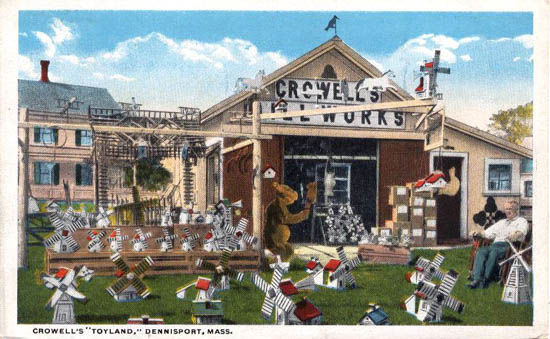 CROWELL'S
WORKS
CROWELL'S "TOYLAND," DENNISPORT, MASS.